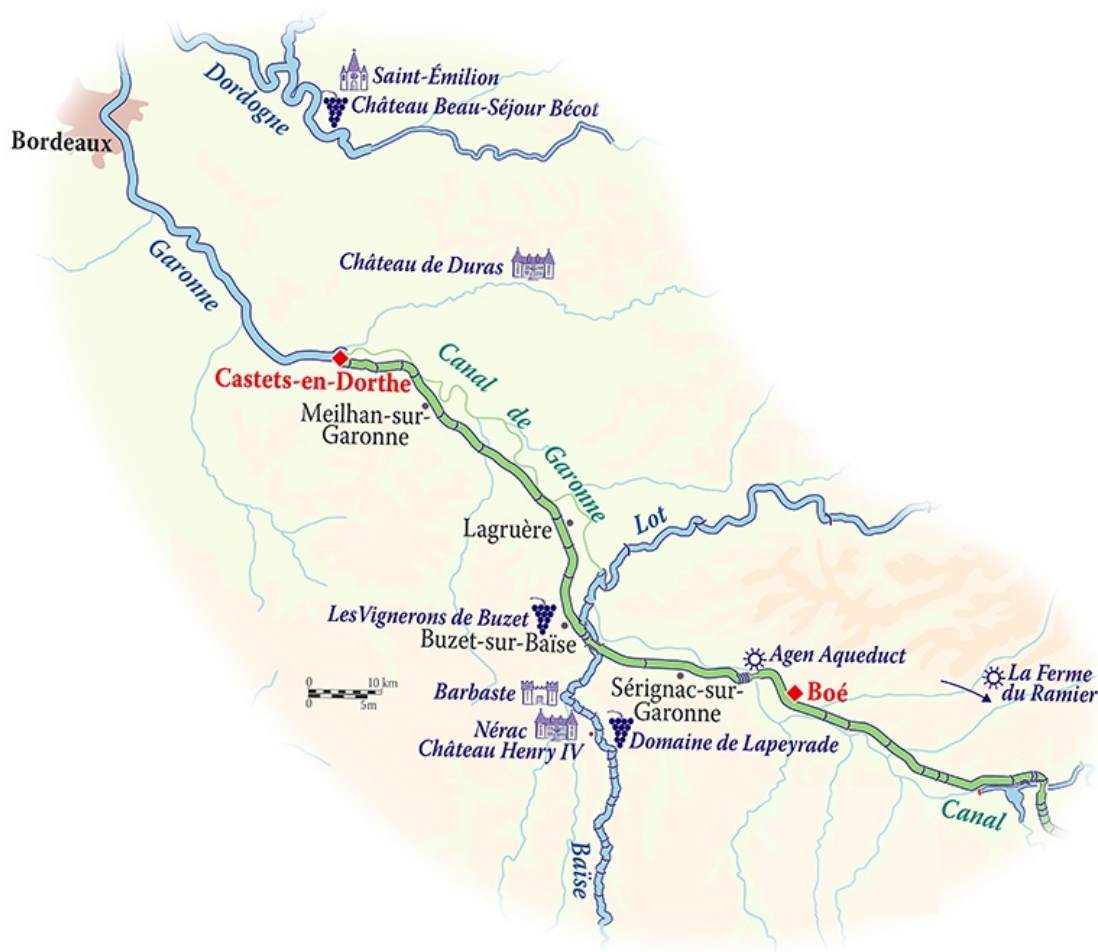 Saint-Émilion
Château Beau-Séjour Bécot
Dordogne
Bordeaux
Garonne
Château de Duras
Castets-en-Dorthe
Canal de Garonne
Meilhan-sur-
Garonne
Lagruère
Lot
Les Vignerons de Buzet
Buzet-sur-Baïse
Agen Aqueduct
La Ferme
du Ramier
Barbaste
0 10 km
0 5m
Sérignac-sur-
Garonne
Boé
Nérac
Château Henry IV
Domaine de Lapeyrade
Canal
Baïse